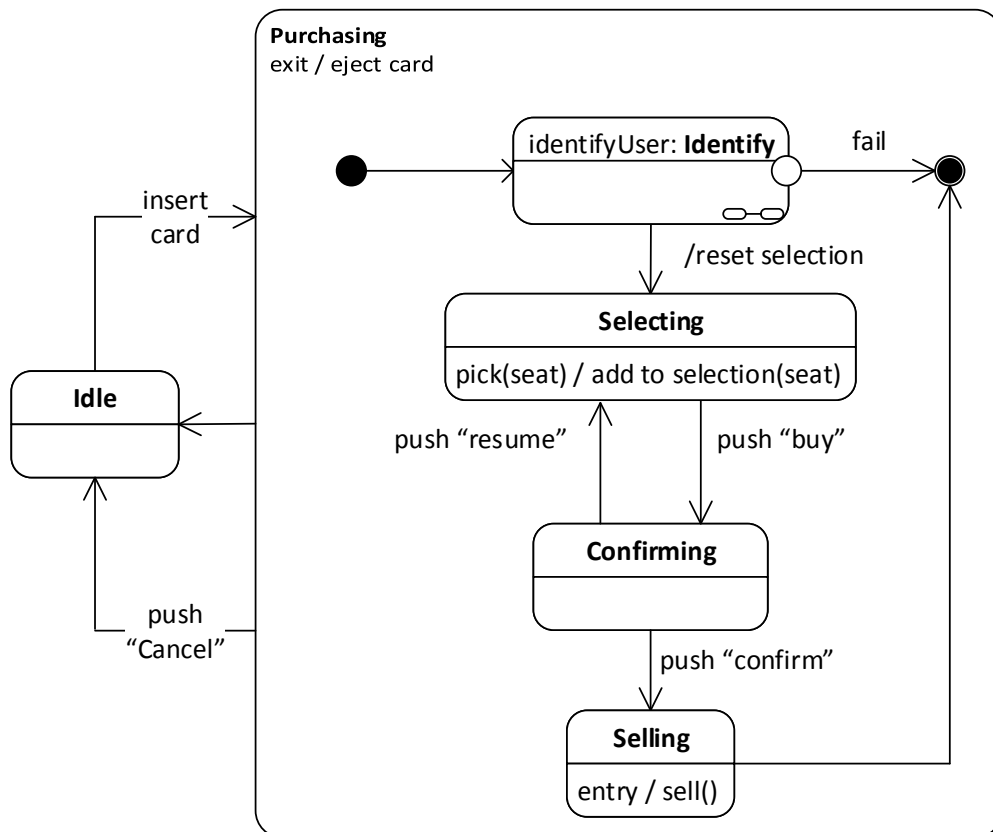 Purchasing
exit / eject card
identifyUser: Identify
fail
insert
card
/reset selection
Selecting
pick(seat) / add to selection(seat)
Idle
push “resume”
push “buy”
Confirming
push
“Cancel”
push “confirm”
Selling
entry / sell()